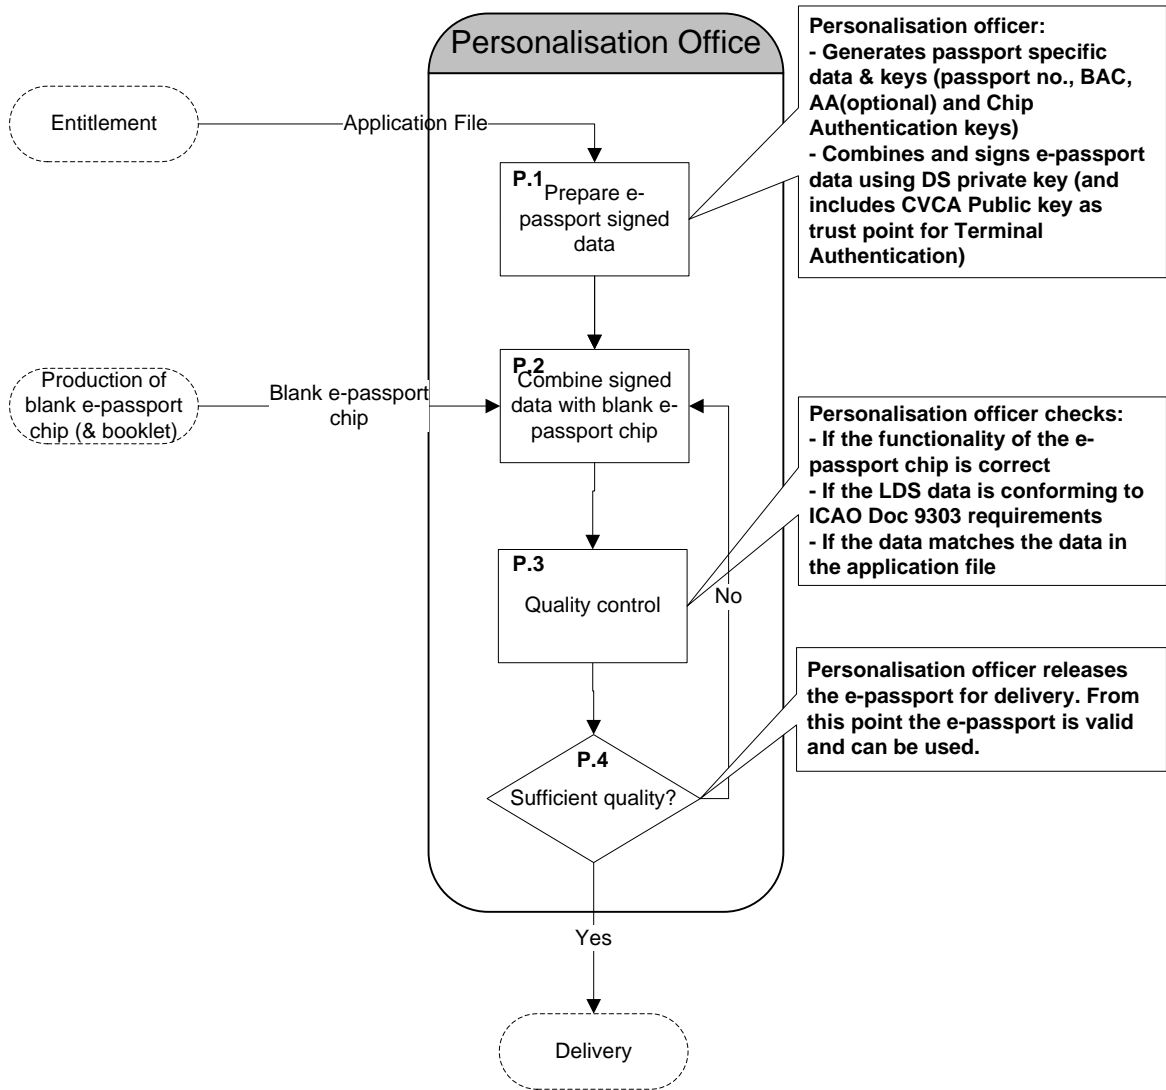 Personalisation Office
Personalisation officer:
- Generates passport specific
data & keys (passport no., BAC,
AA(optional) and Chip
Authentication keys)
- Combines and signs e-passport
data using DS private key (and
includes CVCA Public key as
trust point for Terminal
Authentication)
Entitlement
Application File
P.1
Prepare e-
passport signed
data
Production of
blank e-passport
chip (& booklet)
Blank e-passport
chip
P.2
Combine signed
data with blank e-
passport chip
Personalisation officer checks:
- If the functionality of the e-
passport chip is correct
- If the LDS data is conforming to
ICAO Doc 9303 requirements
- If the data matches the data in
the application file
P.3
Quality control
No
Personalisation officer releases
the e-passport for delivery. From
this point the e-passport is valid
and can be used.
P.4
Sufficient quality?
Yes
Delivery